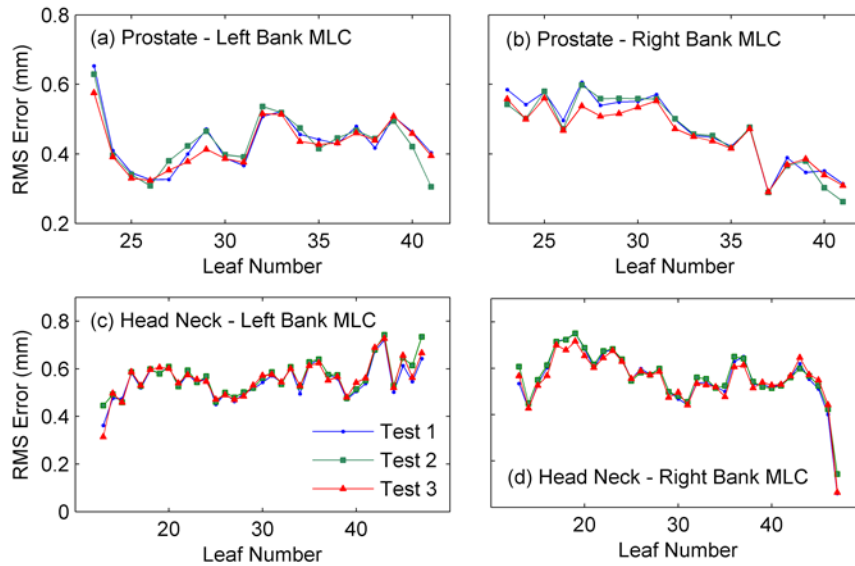 (a) Prostate - Left Bank MLC
(b) Prostate - Right Bank MLC
RMS Error (mm)
0.8
0.6
0.4
0.2
25 30 35 40
25 30 35 40
Leaf Number
Leaf Number
(c) Head Neck - Left Bank MLC
RMS Error (mm)
0.8
0.6
0.4
0.2
0
Test 1
Test 2
Test 3
(d) Head Neck - Right Bank MLC
20 30 40
20 30 40
Leaf Number
Leaf Number